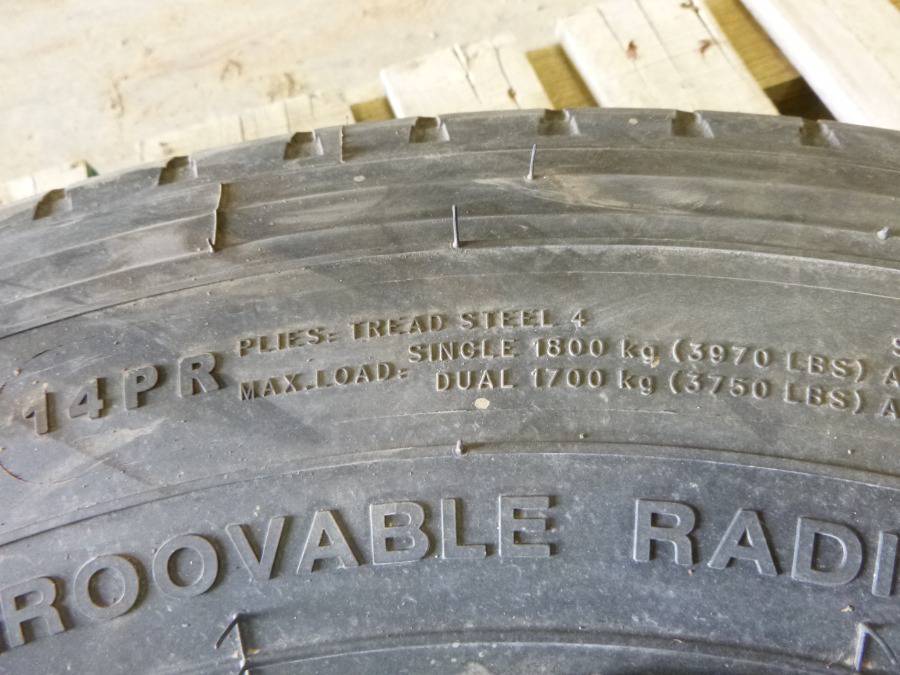 14PR
PLIES: TREAD STEEL 4
MAX.LOAD: SINGLE 1800 kg (3970 LBS) A
DUAL 1700 kg (3750 LBS) A
ROOVABLE RADI